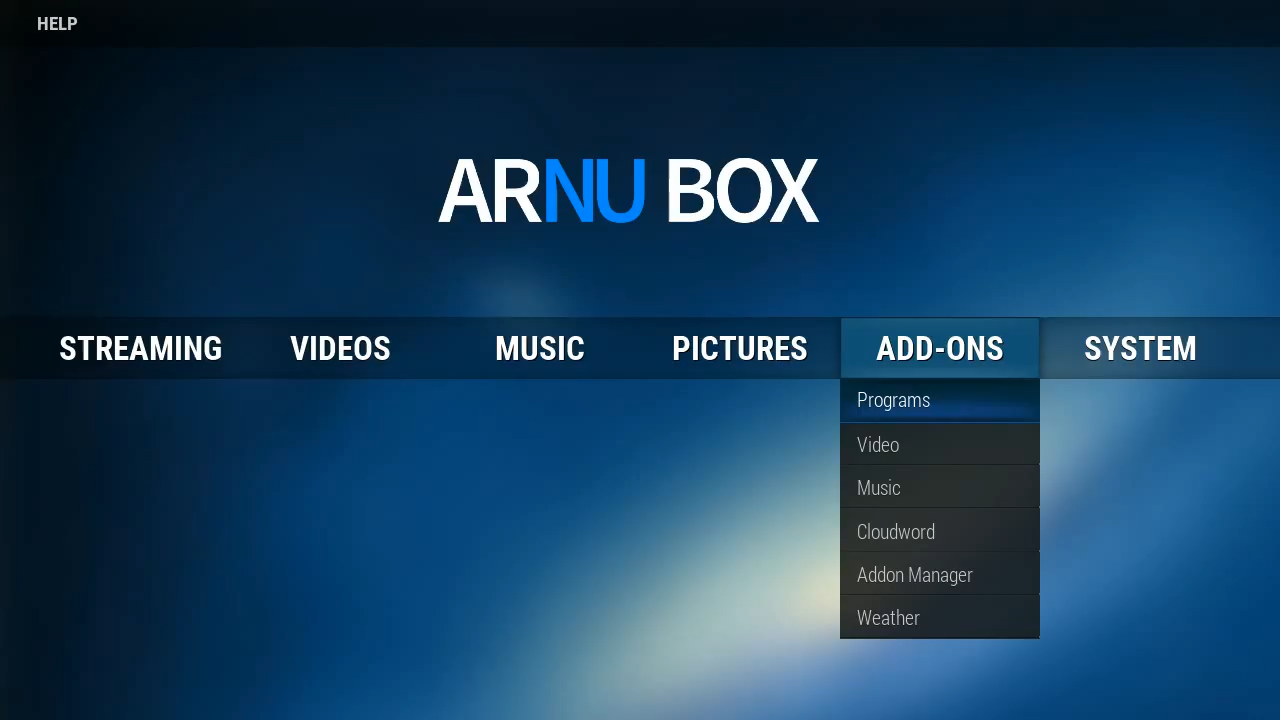 HELP
ARNU BOX
STREAMING VIDEOS MUSIC PICTURES ADD-ONS SYSTEM
Programs
Video
Music
Cloudword
Addon Manager
Weather